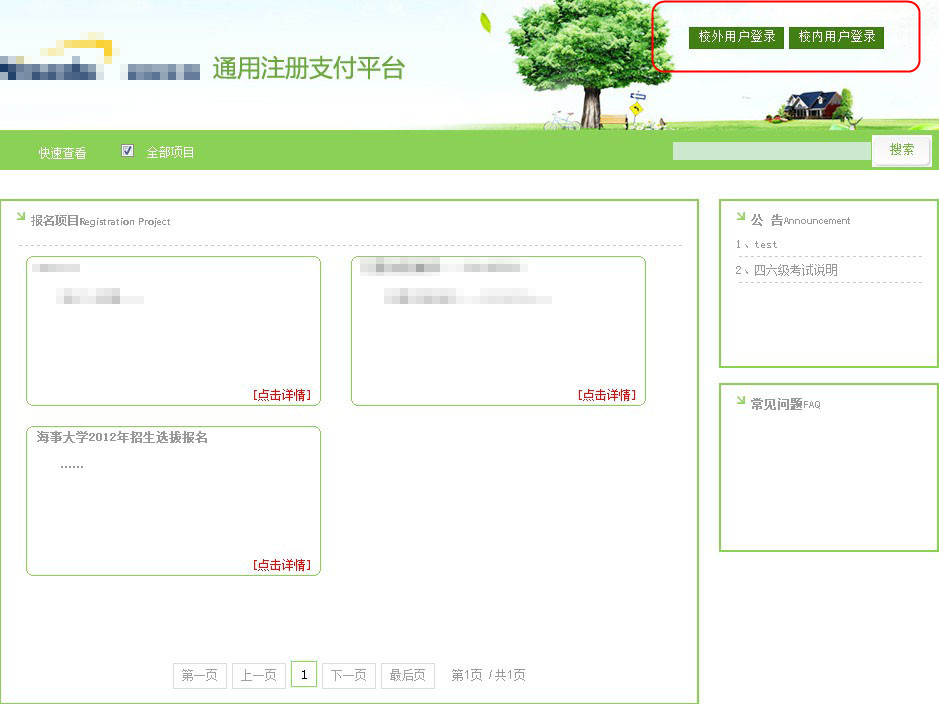 校外用户登录 校内用户登录
通用注册支付平台
快速查看 全部项目 搜索
报名项目Registration Project
[点击详情] [点击详情]
海事大学2012年招生选拔报名
......
[点击详情]
第一页 上一页 1 下一页 最后页 第1页 / 共1页
公 告Announcement
1、test
2、四六级考试说明
常见问题FAQ